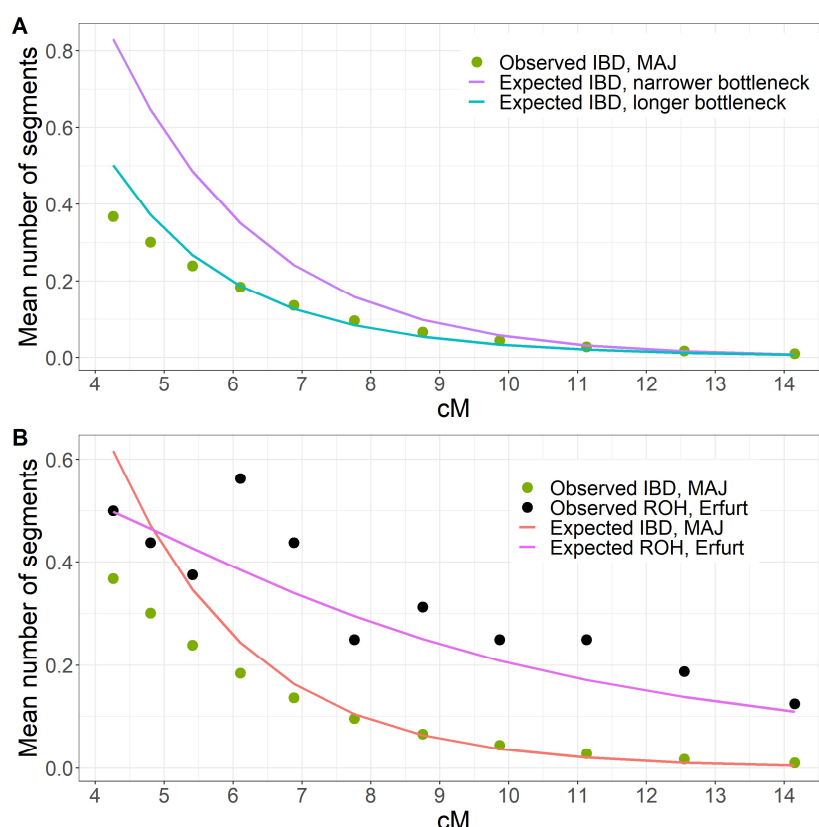 A
Mean number of segments
0.8
0.6
0.4
0.2
0.0
Observed IBD, MAJ
Expected IBD, narrower bottleneck
Expected IBD, longer bottleneck
4 5 6 7 8 9 10 11 12 13 14
cM
B
Mean number of segments
0.6
0.4
0.2
0.0
Observed IBD, MAJ
Observed ROH, Erfurt
Expected IBD, MAJ
Expected ROH, Erfurt
4 5 6 7 8 9 10 11 12 13 14
cM